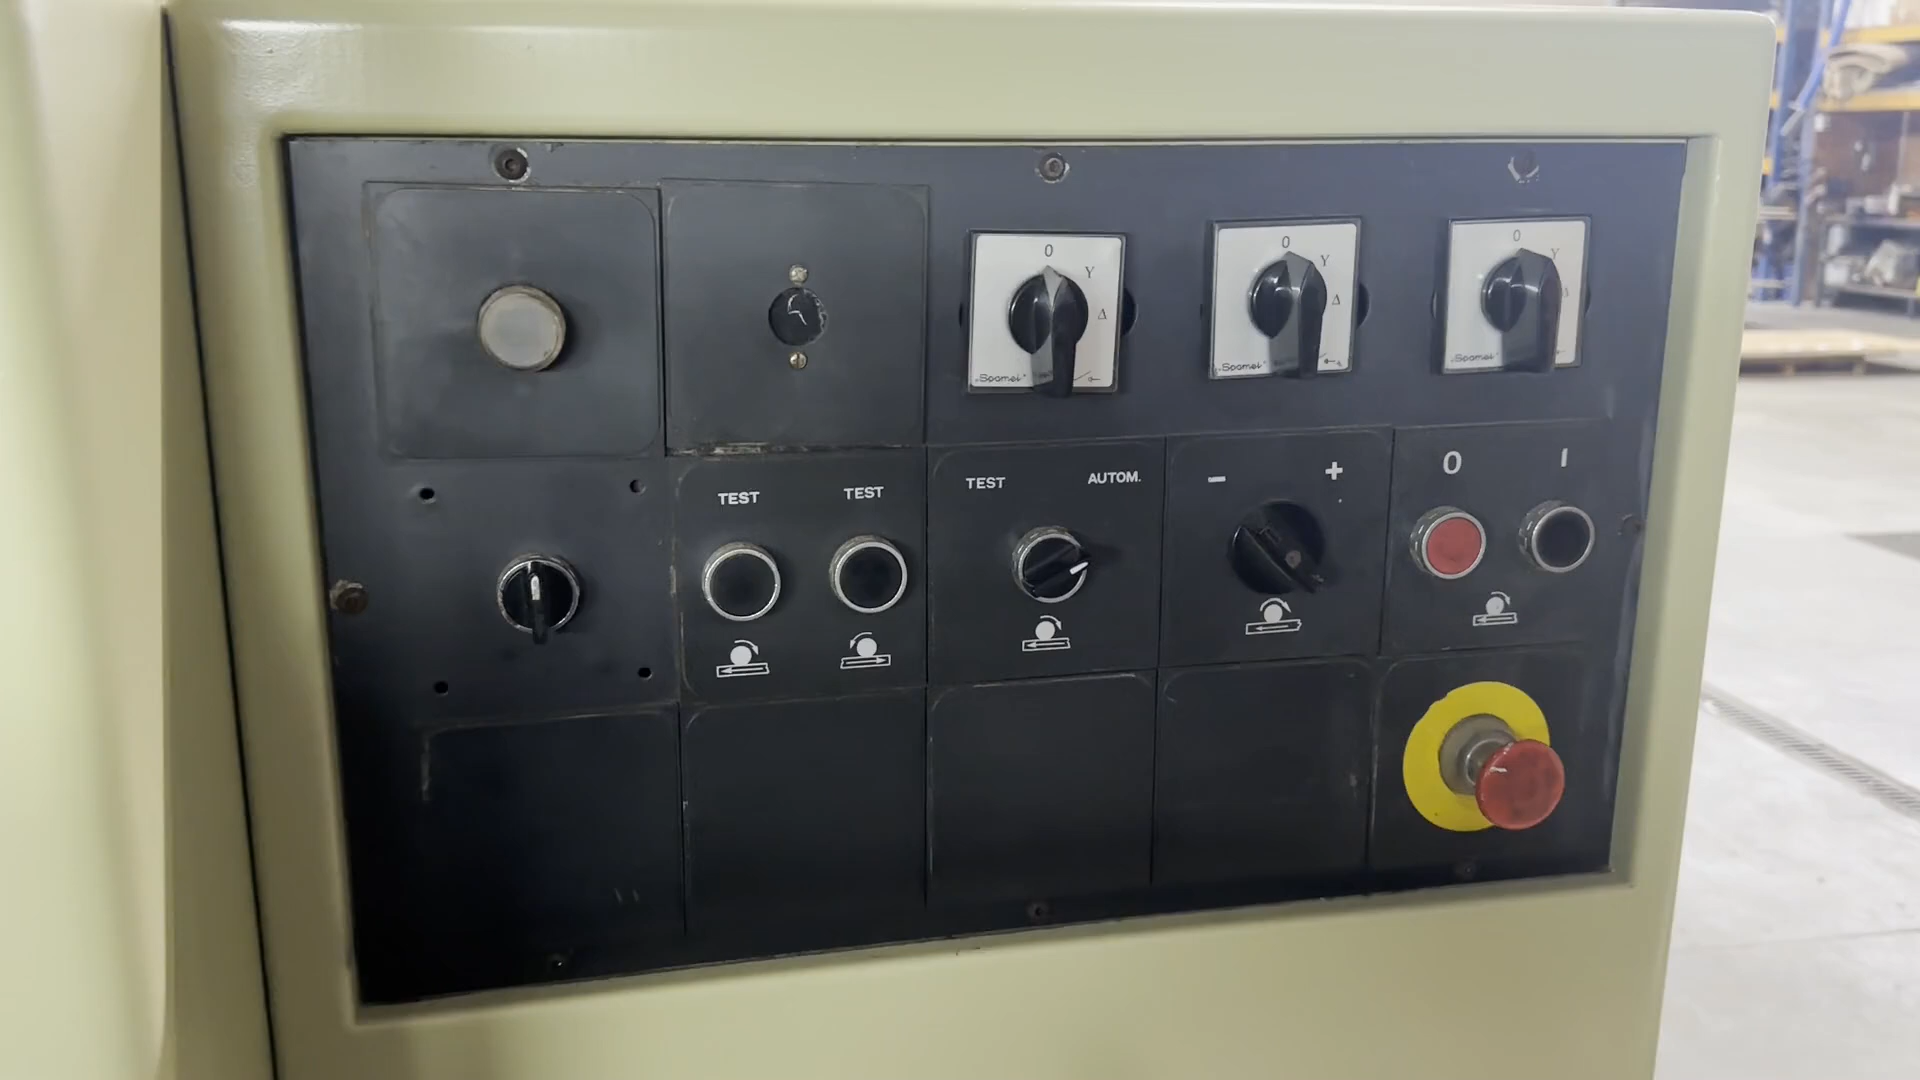 0
Y
Δ
„Spamel"
0
Y
Δ
„Spamel"
0
Y
Δ
„Spamel"
TEST
TEST
TEST
AUTOM.
-
+
0
I